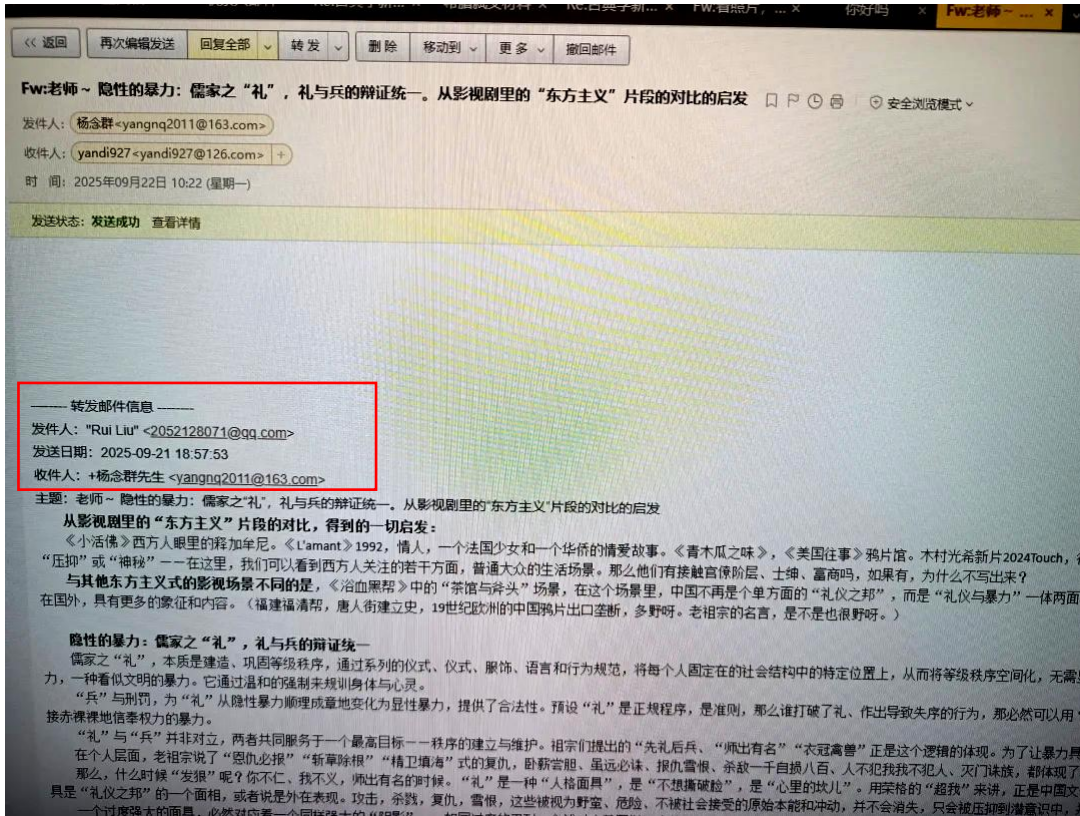 Re:古典学新... × 希腊
Fw:看照片，... ×
你好吗 ×
Fw:老师～ ... ×
<< 返回
再次编辑发送
回复全部
转 发
删 除
移动到
更 多
撤回邮件
Fw:老师～ 隐性的暴力：儒家之“礼”，礼与兵的辩证统一。从影视剧里的“东方主义”片段的对比的启发
安全浏览模式
发件人： 杨念群<yangnq2011@163.com>
收件人： yandi927<yandi927@126.com> +
时 间： 2025年09月22日 10:22 (星期一)
发送状态：发送成功 查看详情
-------- 转发邮件信息 --------
发件人："Rui Liu" <2052128071@qq.com>
发送日期：2025-09-21 18:57:53
收件人：+杨念群先生 <yangnq2011@163.com>
主题：老师～ 隐性的暴力：儒家之“礼”，礼与兵的辩证统一。从影视剧里的“东方主义”片段的对比的启发
从影视剧里的“东方主义”片段的对比，得到的一切启发：
《小活佛》西方人眼里的释加牟尼。《L'amant》1992，情人，一个法国少女和一个华侨的情爱故事。《青木瓜之味》，《美国往事》鸦片馆。木村光希新片2024Touch，
“压抑”或“神秘”——在这里，我们可以看到西方人关注的若干方面，普通大众的生活场景。那么他们有接触官僚阶层、士绅、富商吗，如果有，为什么不写出来？
与其他东方主义式的影视场景不同的是，《浴血黑帮》中的“茶馆与斧头”场景，在这个场景里，中国不再是个单方面的“礼仪之邦”，而是“礼仪与暴力”一体两面
在国外，具有更多的象征和内容。（福建福清帮，唐人街建立史，19世纪欧洲的中国鸦片出口垄断，多野呀。老祖宗的名言，是不是也很野呀。）
隐性的暴力：儒家之“礼”，礼与兵的辩证统一
儒家之“礼”，本质是建造、巩固等级秩序，通过系列的仪式、仪式、服饰、语言和行为规范，将每个人固定在的社会结构中的特定位置上，从而将等级秩序空间化，无需
力，一种看似文明的暴力。它通过温和的强制来规训身体与心灵。
“兵”与刑罚，为“礼”从隐性暴力顺理成章地变化为显性暴力，提供了合法性。预设“礼”是正规程序，是准则，那么谁打破了礼、作出导致失序的行为，那必然可以用“
接赤裸裸地信奉权力的暴力。
“礼”与“兵”并非对立，两者共同服务于一个最高目标——秩序的建立与维护。祖宗们提出的“先礼后兵、“师出有名”“衣冠禽兽”正是这个逻辑的体现。为了让暴力具
在个人层面，老祖宗说了“恩仇必报”“斩草除根”“精卫填海”式的复仇，卧薪尝胆、虽远必诛、报仇雪恨、杀敌一千自损八百、人不犯我我不犯人、灭门诛族，都体现了
那么，什么时候“发狠”呢？你不仁、我不义，师出有名的时候。“礼”是一种“人格面具”，是“不想撕破脸”，是“心里的坎儿”。用荣格的“超我”来讲，正是中国文
具是“礼仪之邦”的一个面相，或者说是外在表现。攻击，杀戮，复仇，雪恨，这些被视为野蛮、危险、不被社会接受的原始本能和冲动，并不会消失，只会被压抑到潜意识中，
一个过度强大的面具，必然对应着一个同样强大的“阴影”